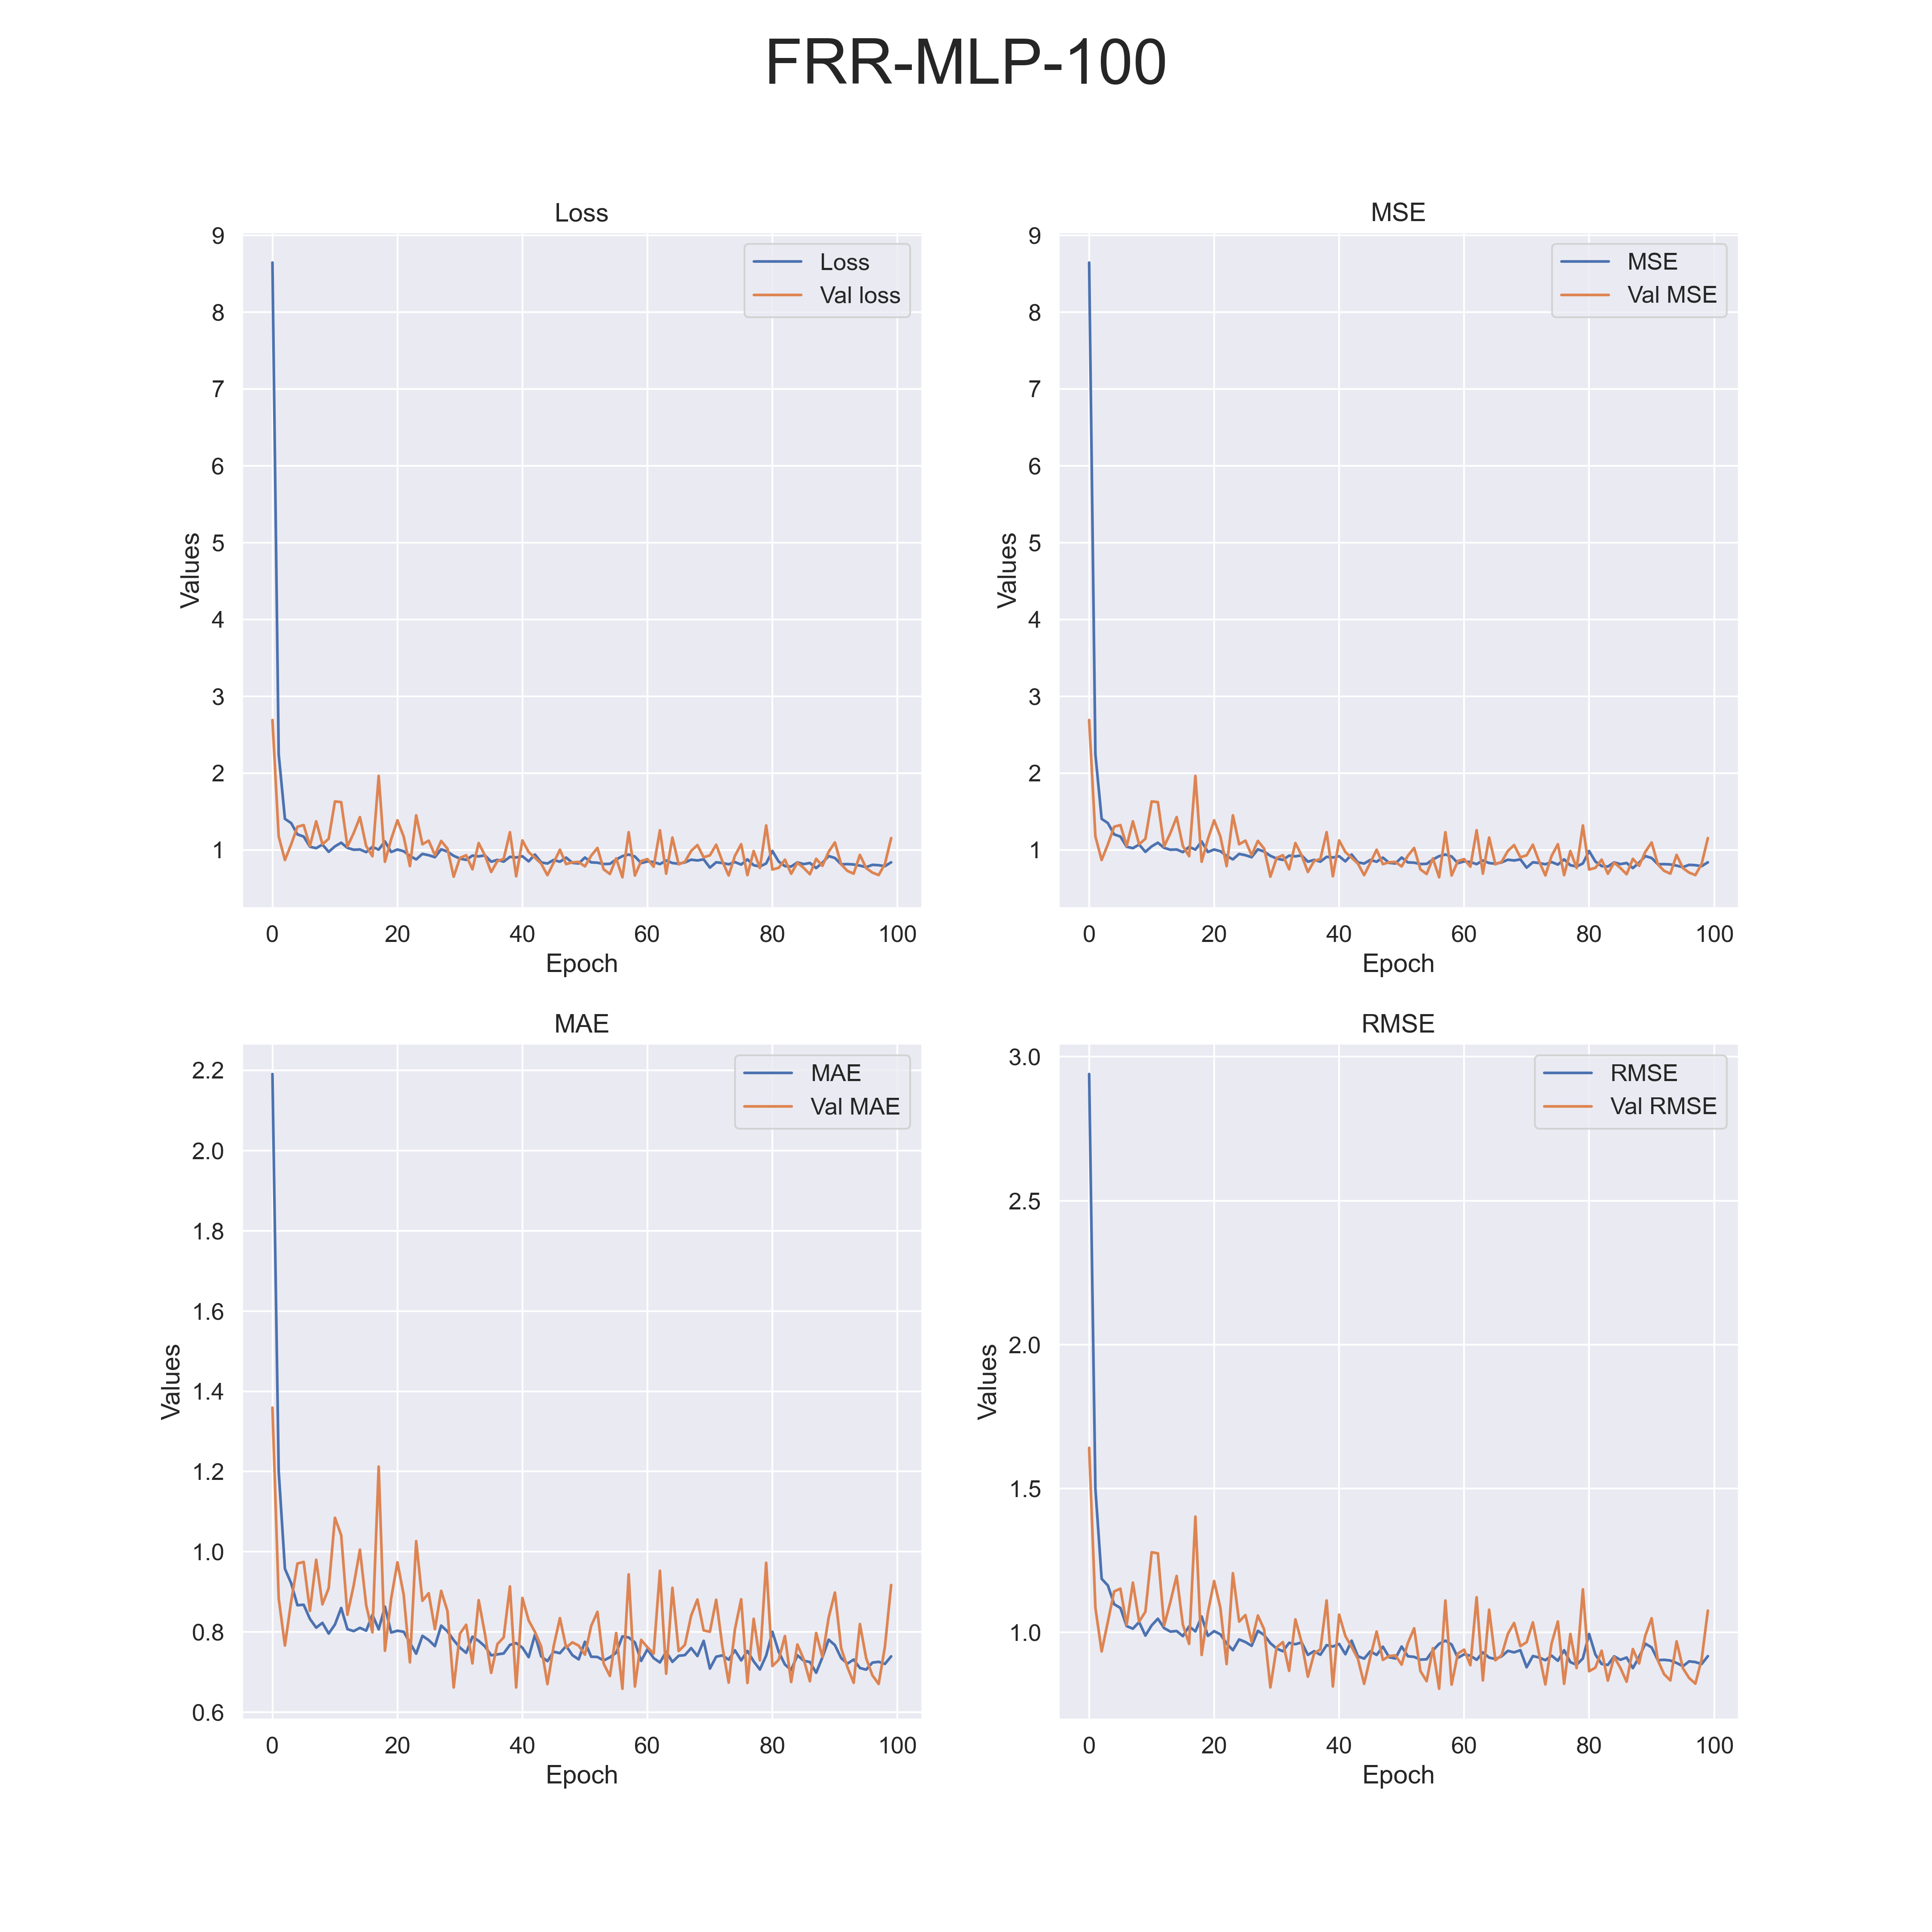 FRR-MLP-100
Loss
9
8
7
6
5
4
3
2
1
Values
Loss
Val loss
0 20 40 60 80 100
Epoch
MSE
9
8
7
6
5
4
3
2
1
Values
MSE
Val MSE
0 20 40 60 80 100
Epoch
MAE
2.2
2.0
1.8
1.6
1.4
1.2
1.0
0.8
0.6
Values
MAE
Val MAE
0 20 40 60 80 100
Epoch
RMSE
3.0
2.5
2.0
1.5
1.0
Values
RMSE
Val RMSE
0 20 40 60 80 100
Epoch